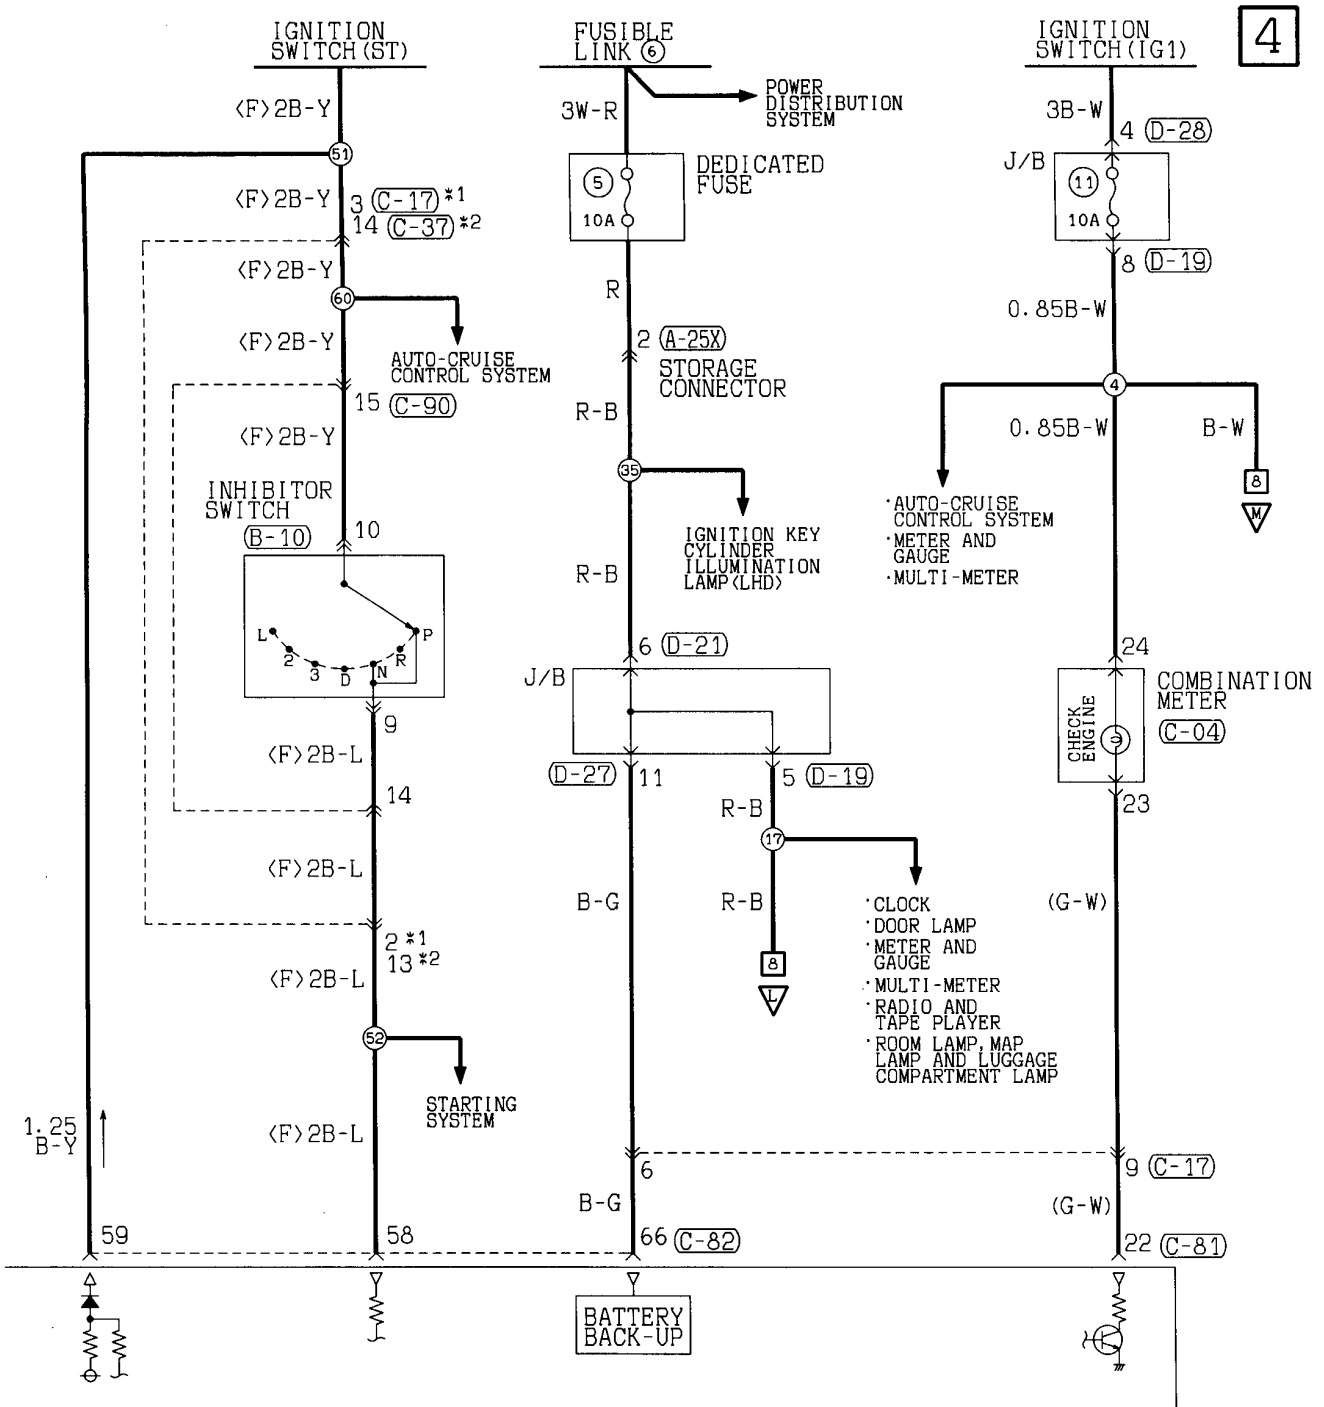 IGNITION
SWITCH(ST)
FUSIBLE
LINK ⑥
IGNITION
SWITCH(IG1)
4
<F>2B-Y
3W-R
POWER
DISTRIBUTION
SYSTEM
3B-W
4 (D-28)
51
DEDICATED
FUSE
J/B
<F>2B-Y
3 (C-17)*1
14 (C-37)*2
5
10A
11
10A
<F>2B-Y
8 (D-19)
60
R
0.85B-W
<F>2B-Y
AUTO-CRUISE
CONTROL SYSTEM
2 (A-25X)
STORAGE
CONNECTOR
4
15 (C-90)
R-B
<F>2B-Y
0.85B-W
B-W
35
8
M
INHIBITOR
SWITCH
(B-10)
10
·AUTO-CRUISE
CONTROL SYSTEM
·METER AND
GAUGE
·MULTI-METER
IGNITION KEY
CYLINDER
ILLUMINATION
LAMP<LHD>
R-B
L
2
3
D
N
R
P
6 (D-21)
24
J/B
COMBINATION
METER
(C-04)
CHECK
ENGINE
9
<F>2B-L
(D-27) 11
5 (D-19)
14
R-B
23
17
<F>2B-L
B-G
R-B
(G-W)
·CLOCK
·DOOR LAMP
·METER AND
GAUGE
·MULTI-METER
·RADIO AND
TAPE PLAYER
·ROOM LAMP, MAP
LAMP AND LUGGAGE
COMPARTMENT LAMP
2*1
13*2
8
L
<F>2B-L
52
STARTING
SYSTEM
1.25
B-Y
<F>2B-L
6
9 (C-17)
B-G
(G-W)
59
58
66 (C-82)
22 (C-81)
BATTERY
BACK-UP